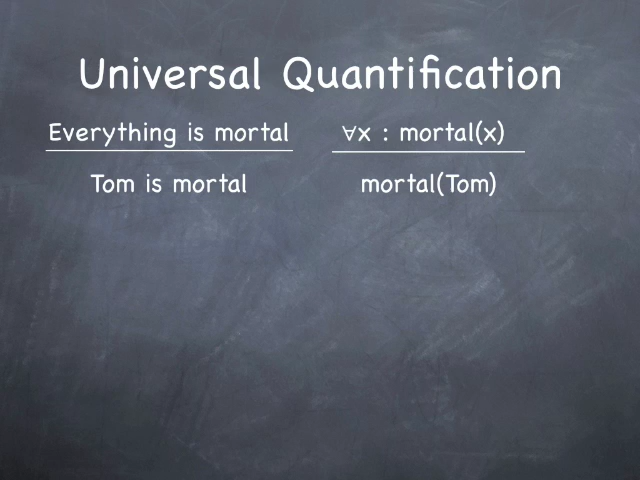 Universal Quantification
Everything is mortal
Tom is mortal
∀x : mortal(x)
mortal(Tom)